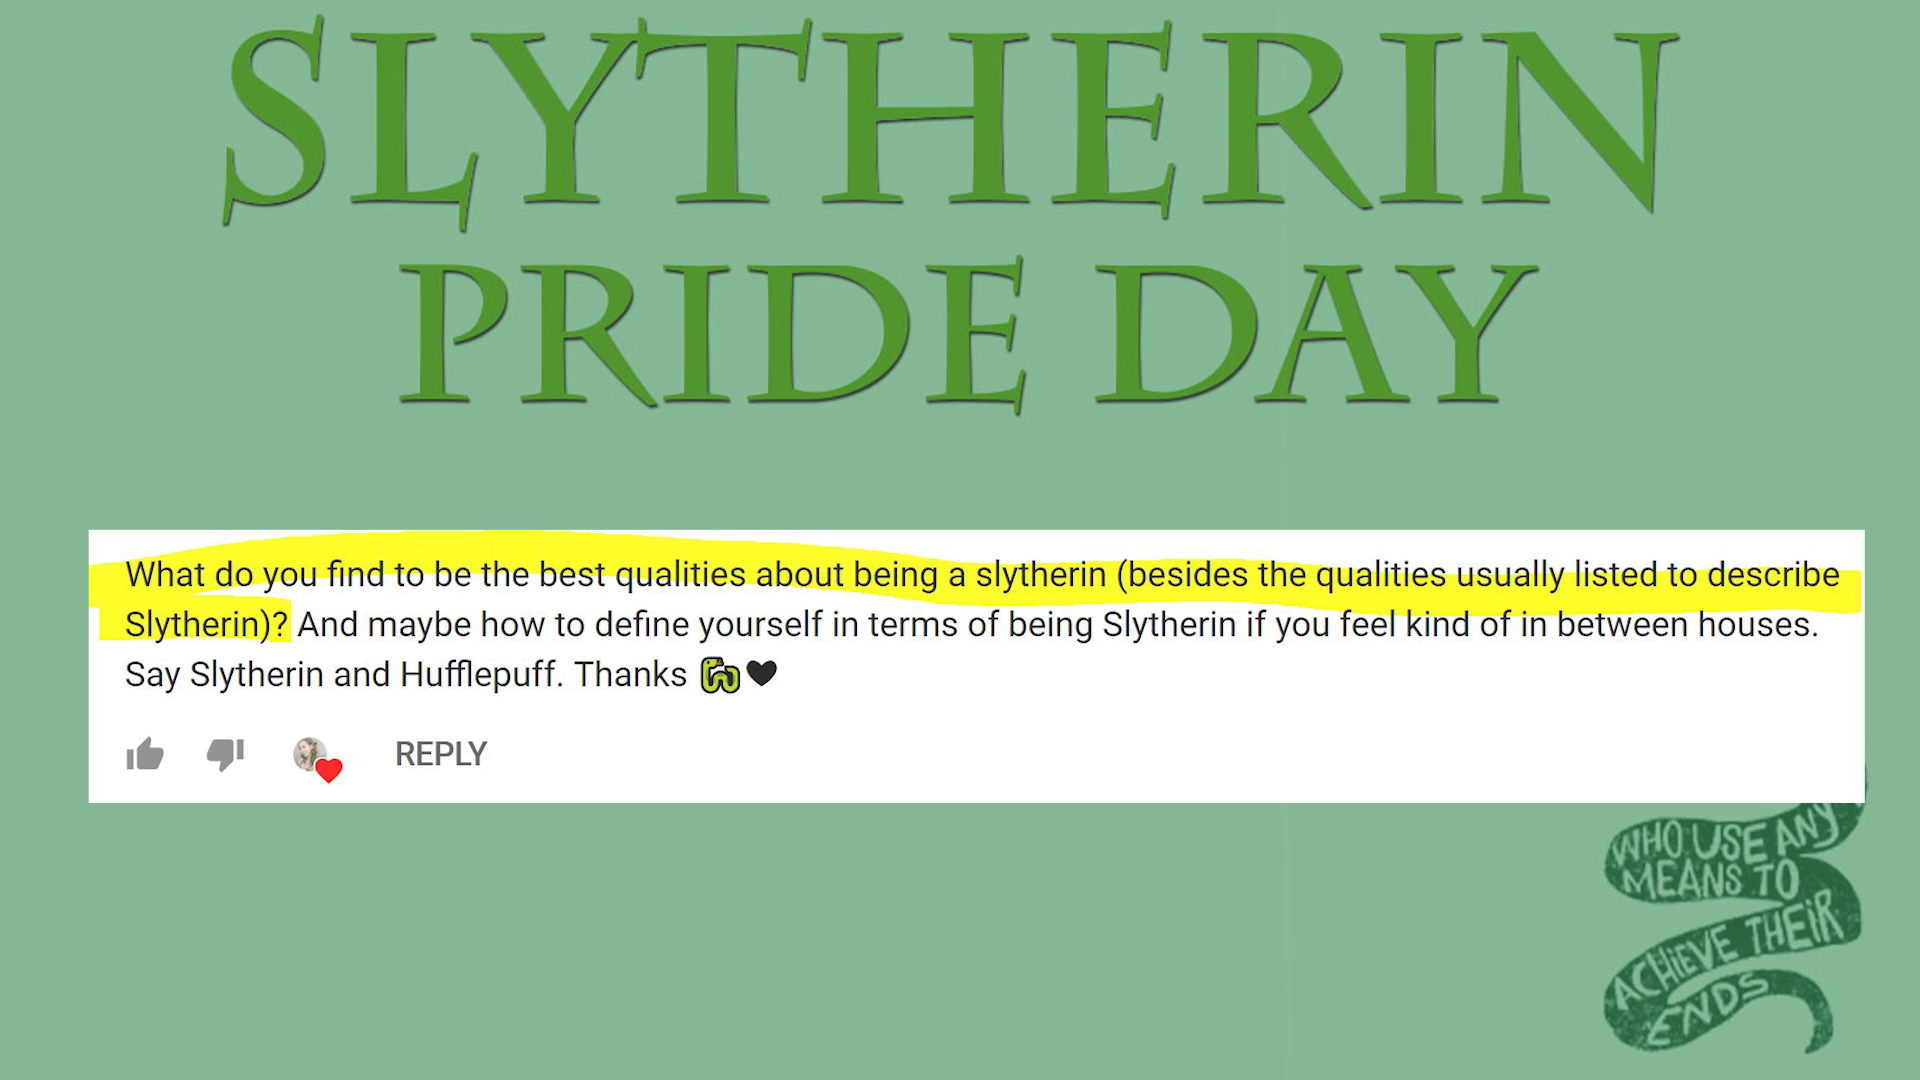 SLYTHERIN
PRIDE DAY
What do you find to be the best qualities about being a slytherin (besides the qualities usually listed to describe
Slytherin)? And maybe how to define yourself in terms of being Slytherin if you feel kind of in between houses.
Say Slytherin and Hufflepuff. Thanks 🐍🖤
REPLY
WHO USE ANY
MEANS TO
ACHIEVE THEIR
ENDS